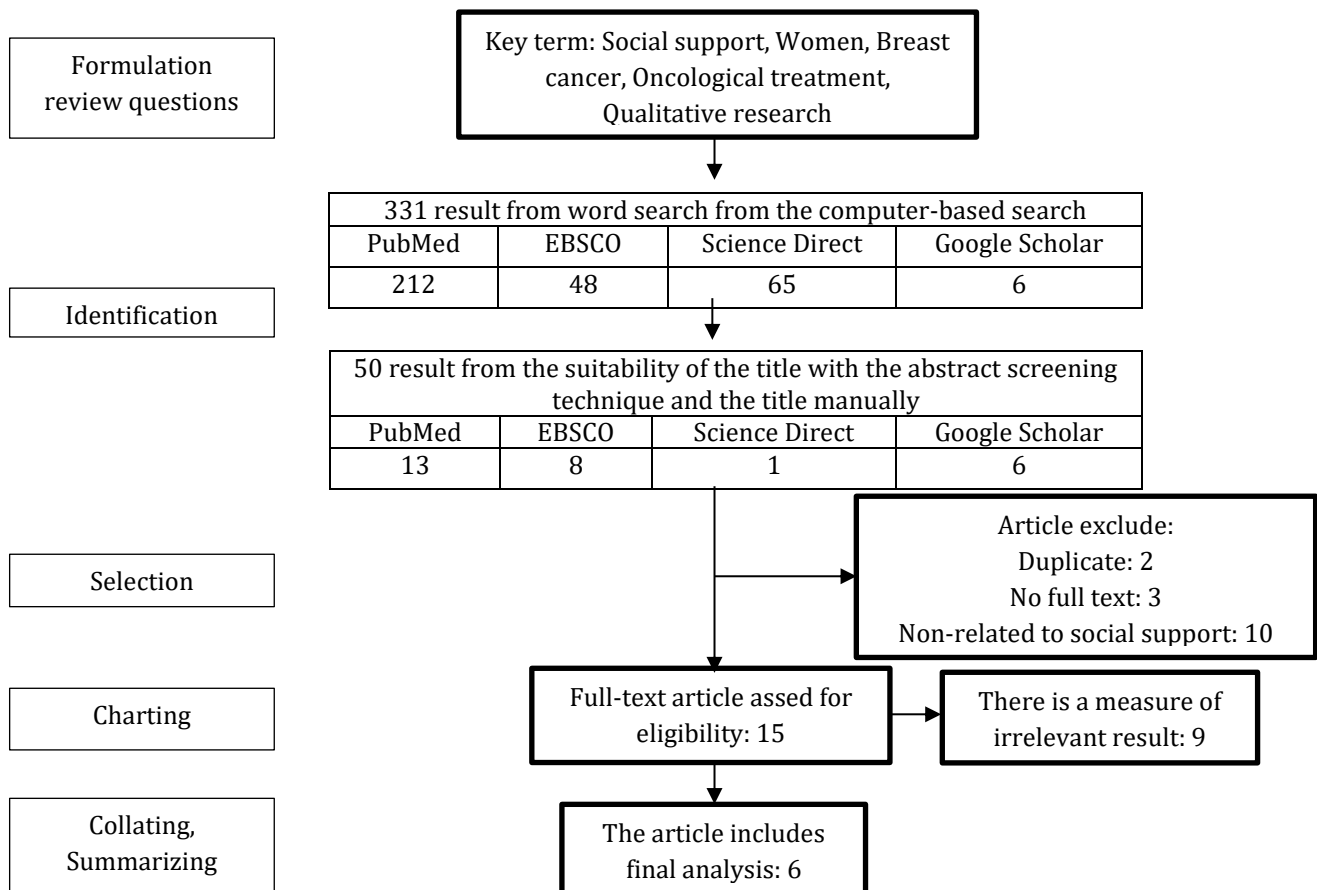 Formulation
review questions
Key term: Social support, Women, Breast
cancer, Oncological treatment,
Qualitative research
331 result from word search from the computer-based search
PubMed EBSCO Science Direct Google Scholar
212 48 65 6
Identification
50 result from the suitability of the title with the abstract screening
technique and the title manually
PubMed EBSCO Science Direct Google Scholar
13 8 1 6
Selection
Article exclude:
Duplicate: 2
No full text: 3
Non-related to social support: 10
Charting
Full-text article assed for
eligibility: 15
There is a measure of
irrelevant result: 9
Collating,
Summarizing
The article includes
final analysis: 6